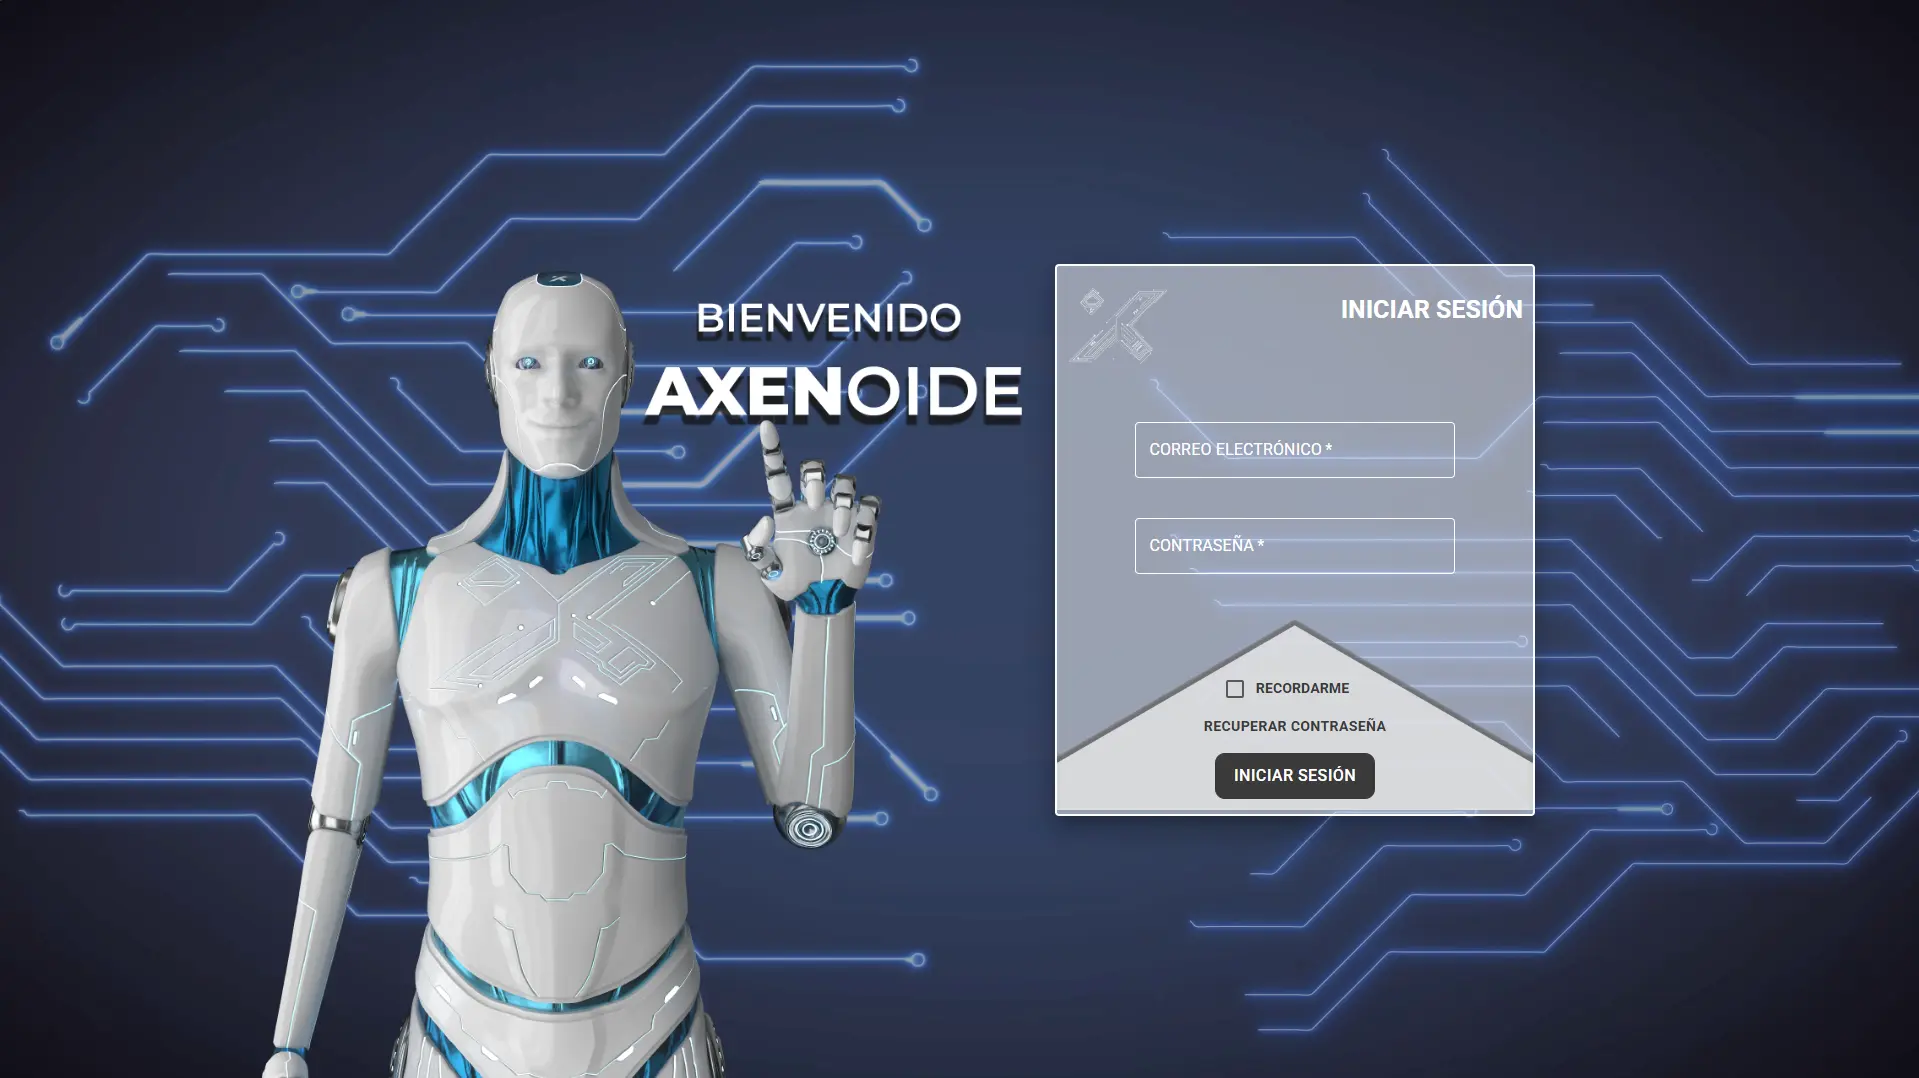 BIENVENIDO
AXENOIDE
INICIAR SESIÓN
CORREO ELECTRÓNICO *
CONTRASEÑA *
RECORDARME
RECUPERAR CONTRASEÑA
INICIAR SESIÓN